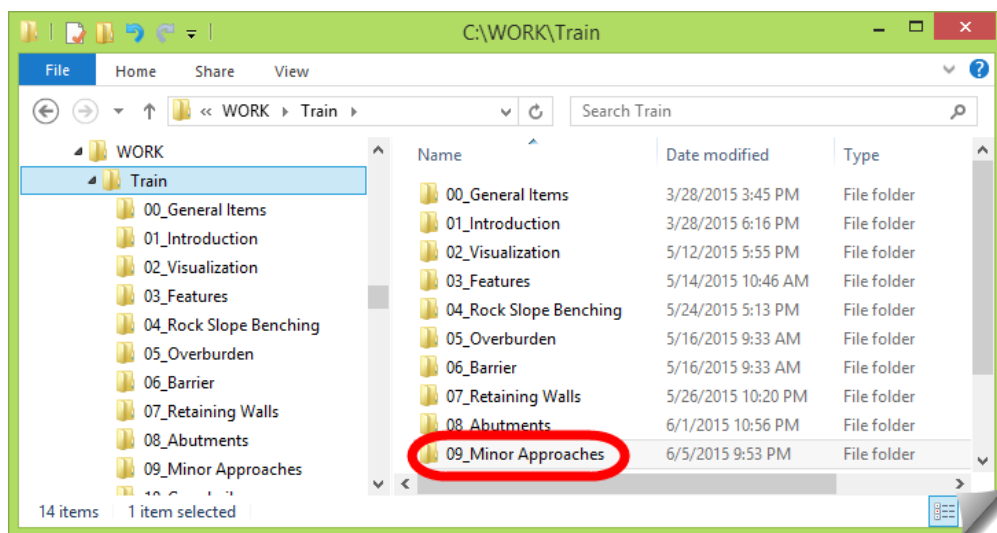 C:\WORK\Train
File Home Share View
« WORK Train Search Train
WORK
Train
00_General Items
01_Introduction
02_Visualization
03_Features
04_Rock Slope Benching
05_Overburden
06_Barrier
07_Retaining Walls
08_Abutments
09_Minor Approaches
Name Date modified Type
00_General Items 3/28/2015 3:45 PM File folder
01_Introduction 3/28/2015 6:16 PM File folder
02_Visualization 5/12/2015 5:55 PM File folder
03_Features 5/14/2015 10:46 AM File folder
04_Rock Slope Benching 5/24/2015 5:13 PM File folder
05_Overburden 5/16/2015 9:33 AM File folder
06_Barrier 5/16/2015 9:33 AM File folder
07_Retaining Walls 5/26/2015 10:20 PM File folder
08_Abutments 6/1/2015 10:56 PM File folder
09_Minor Approaches 6/5/2015 9:53 PM File folder
14 items 1 item selected